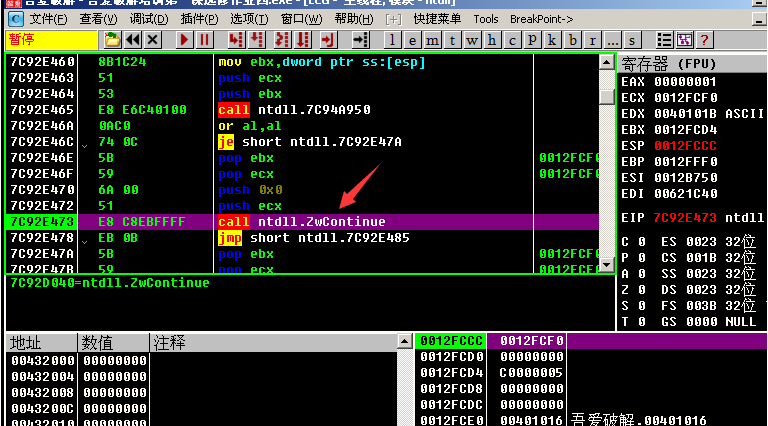 文件(F) 查看(V) 调试(D) 插件(P) 选项(T) 窗口(W) 帮助(H) [+] 快捷菜单 Tools BreakPoint->
暂停 l e m t w h c P k b r ... s ?
7C92E460 8B1C24 mov ebx,dword ptr ss:[esp]
7C92E463 51 push ecx
7C92E464 53 push ebx
7C92E465 E8 E6C40100 call ntdll.7C94A950
7C92E46A 0AC0 or al,al
7C92E46C 74 0C je short ntdll.7C92E47A
7C92E46E 5B pop ebx 0012FCF0
7C92E46F 59 pop ecx 0012FCF0
7C92E470 6A 00 push 0x0
7C92E472 51 push ecx
7C92E473 E8 C8EBFFFF call ntdll.ZwContinue
7C92E478 EB 0B jmp short ntdll.7C92E485
7C92E47A 5B pop ebx 0012FCF0
7C92E47B 59 pop ecx 0012FCF0
7C92D040=ntdll.ZwContinue
寄存器 (FPU)
EAX 00000001
ECX 0012FCF0
EDX 0040101B ASCII
EBX 0012FCD4
ESP 0012FCCC
EBP 0012FFF0
ESI 0012B750
EDI 00621C40
EIP 7C92E473 ntdll
C 0 ES 0023 32位
P 0 CS 001B 32位
A 0 SS 0023 32位
Z 0 DS 0023 32位
S 0 FS 003B 32位
T 0 GS 0000 NULL
地址 数值 注释
00432000 00000000
00432004 00000000
00432008 00000000
0043200C 00000000
00432010 00000000
0012FCCC 0012FCF0
0012FCD0 00000000
0012FCD4 C0000005
0012FCD8 00000000
0012FCDC 00000000
0012FCE0 00401016 吾爱破解.00401016